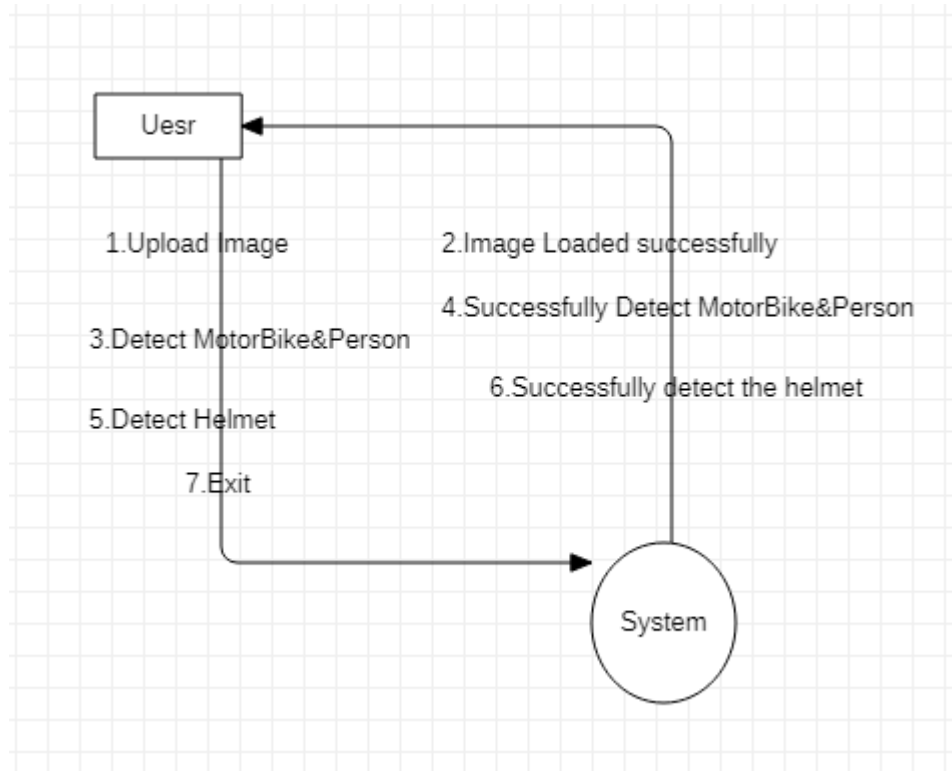 Uesr
1.Upload Image
2.Image Loaded successfully
4.Successfully Detect MotorBike&Person
3.Detect MotorBike&Person
6.Successfully detect the helmet
5.Detect Helmet
7.Exit
System